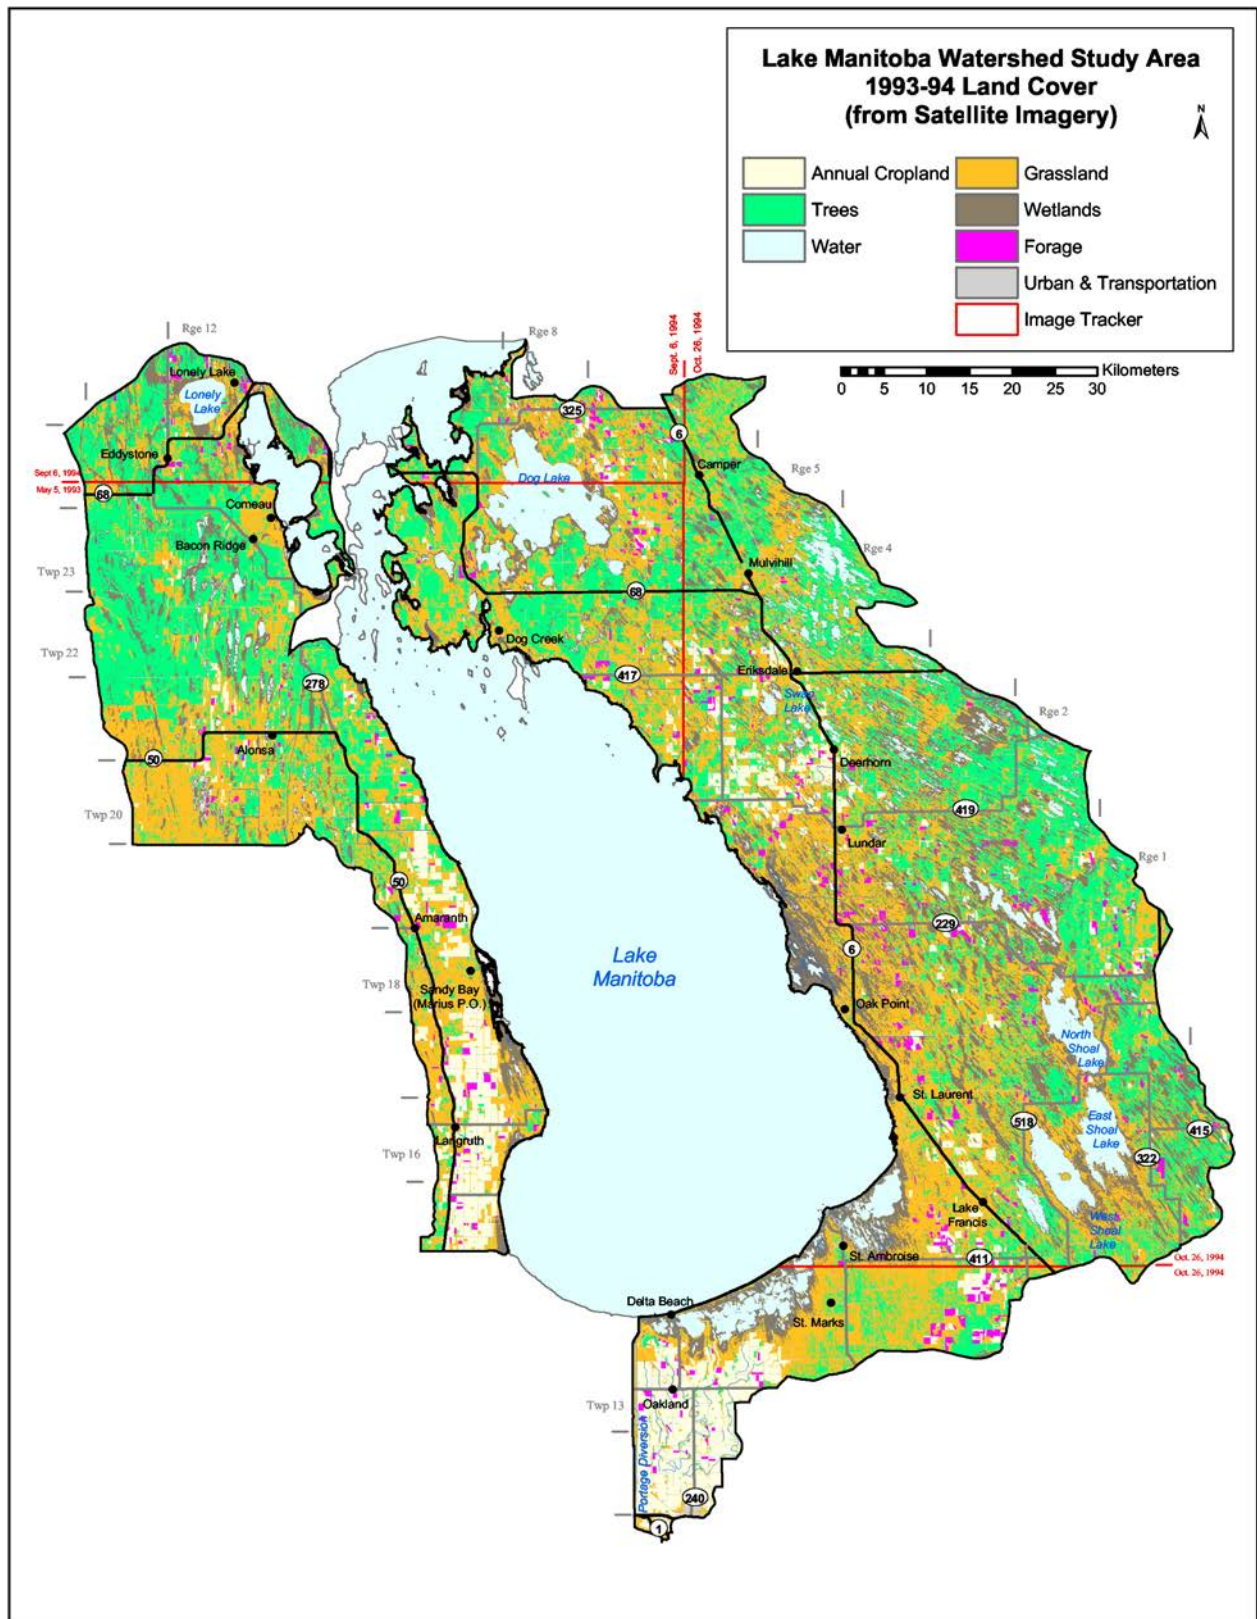 Lake Manitoba Watershed Study Area
1993-94 Land Cover
(from Satellite Imagery)
N
Annual Cropland
Grassland
Trees
Wetlands
Water
Forage
Urban & Transportation
Image Tracker
0 5 10 15 20 25 30 Kilometers
Rge 12
Rge 8
Sept. 6, 1994
Oct. 26, 1994
Lonely Lake
Lonely
Lake
325
6
Eddystone
Camper
Rge 5
Sept 6, 1994
May 5, 1993
68
Dog Lake
Comeau
Rge 4
Bacon Ridge
Mulvihill
Twp 23
68
Dog Creek
Twp 22
278
417
Eriksdale
Swan
Lake
Rge 2
Alonsa
50
Deerhorn
Twp 20
419
Lundar
Rge 1
50
Amaranth
229
6
Lake
Manitoba
Twp 18
Sandy Bay
(Marius P.O.)
Oak Point
North
Shoal
Lake
St. Laurent
Langruth
518
East
Shoal
Lake
415
322
Twp 16
Lake
Francis
West
Shoal
Lake
St. Ambroise
411
Oct. 26, 1994
Oct. 26, 1994
Delta Beach
St. Marks
Oakland
Twp 13
Portage Diversion
240
1